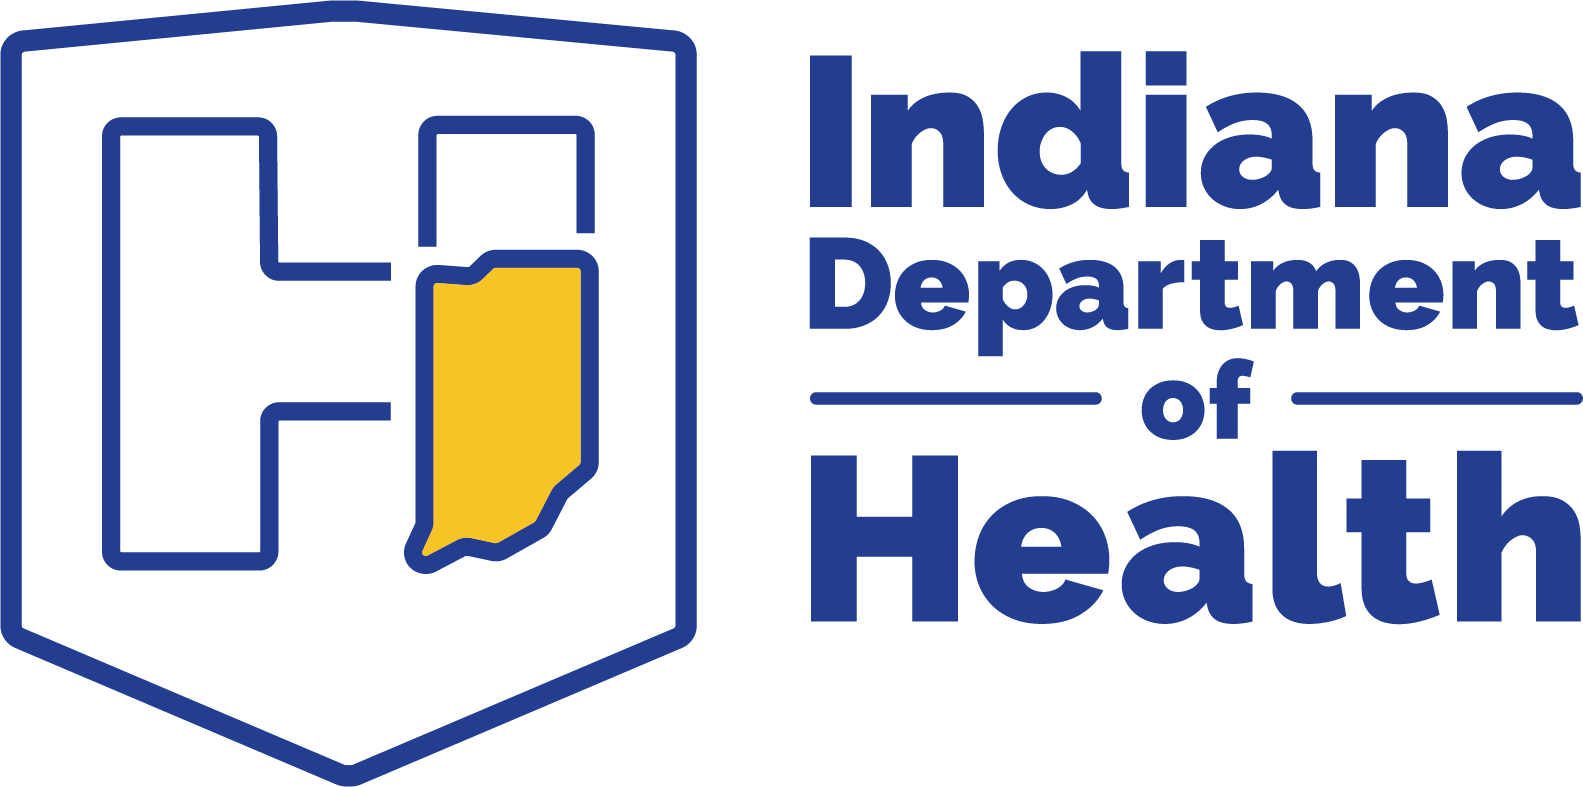 Indiana
Department
of
Health